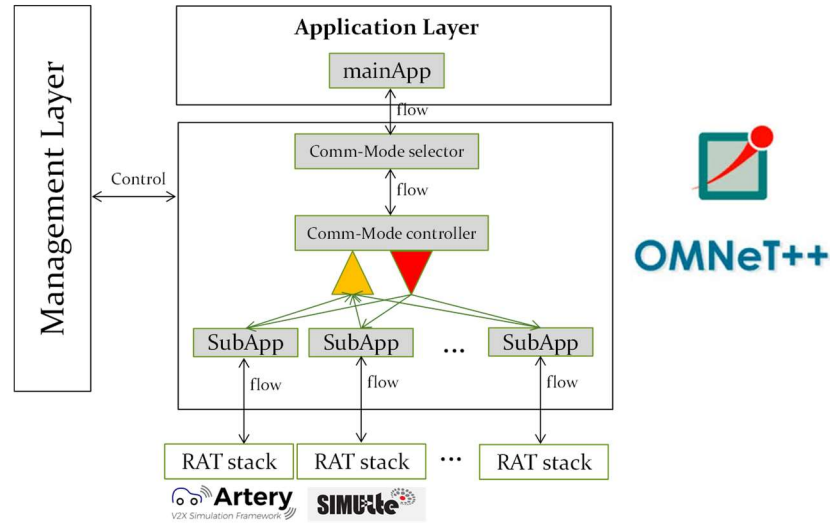 Application Layer
mainApp
flow
Management Layer
Control
Comm-Mode selector
flow
Comm-Mode controller
SubApp
SubApp
...
SubApp
flow
flow
flow
RAT stack
RAT stack
...
RAT stack
Artery
V2X Simulation Framework
SIMUlte
OMNeT++